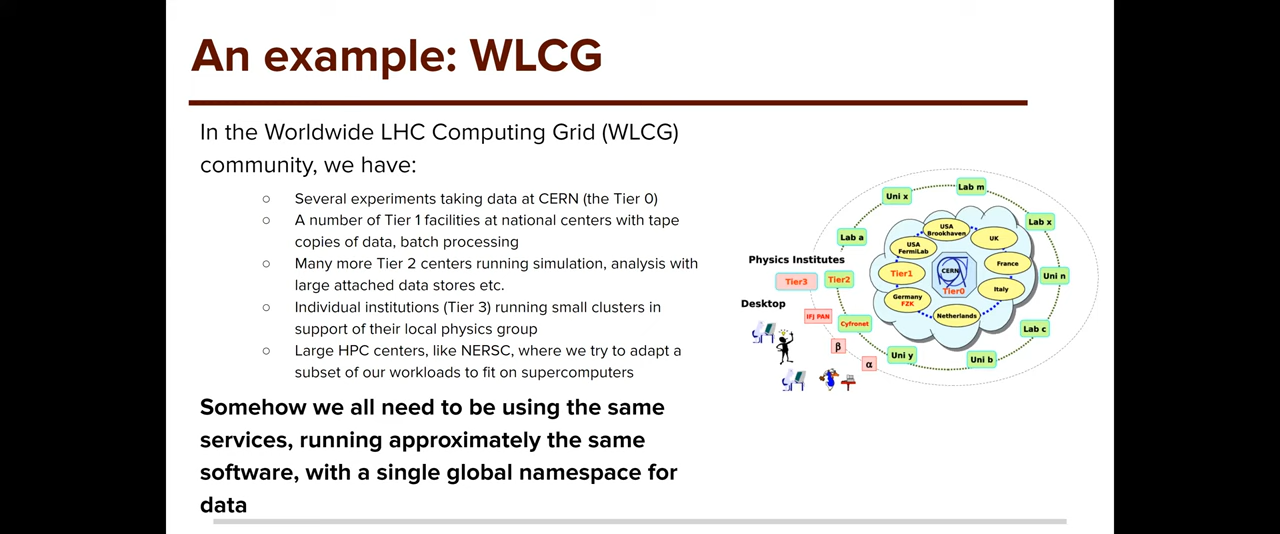 An example: WLCG
In the Worldwide LHC Computing Grid (WLCG)
community, we have:
○ Several experiments taking data at CERN (the Tier 0)
○ A number of Tier 1 facilities at national centers with tape
copies of data, batch processing
○ Many more Tier 2 centers running simulation, analysis with
large attached data stores etc.
○ Individual institutions (Tier 3) running small clusters in
support of their local physics group
○ Large HPC centers, like NERSC, where we try to adapt a
subset of our workloads to fit on supercomputers
Somehow we all need to be using the same
services, running approximately the same
software, with a single global namespace for
data
Lab m
Uni x
Lab x
USA
Brookhaven
Lab a
UK
USA
FermiLab
Physics Institutes
France
CERN
Tier1
Uni n
Tier3
Tier2
Tier0
Italy
Germany
FZK
Desktop
Netherlands
IFJ PAN
Cyfronet
Lab c
β
Uni y
Uni b
α